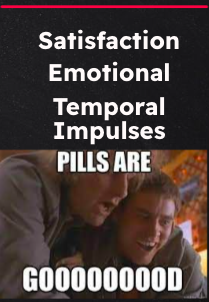 Satisfaction
Emotional
Temporal
Impulses
PILLS ARE
GOOOOOOOOD